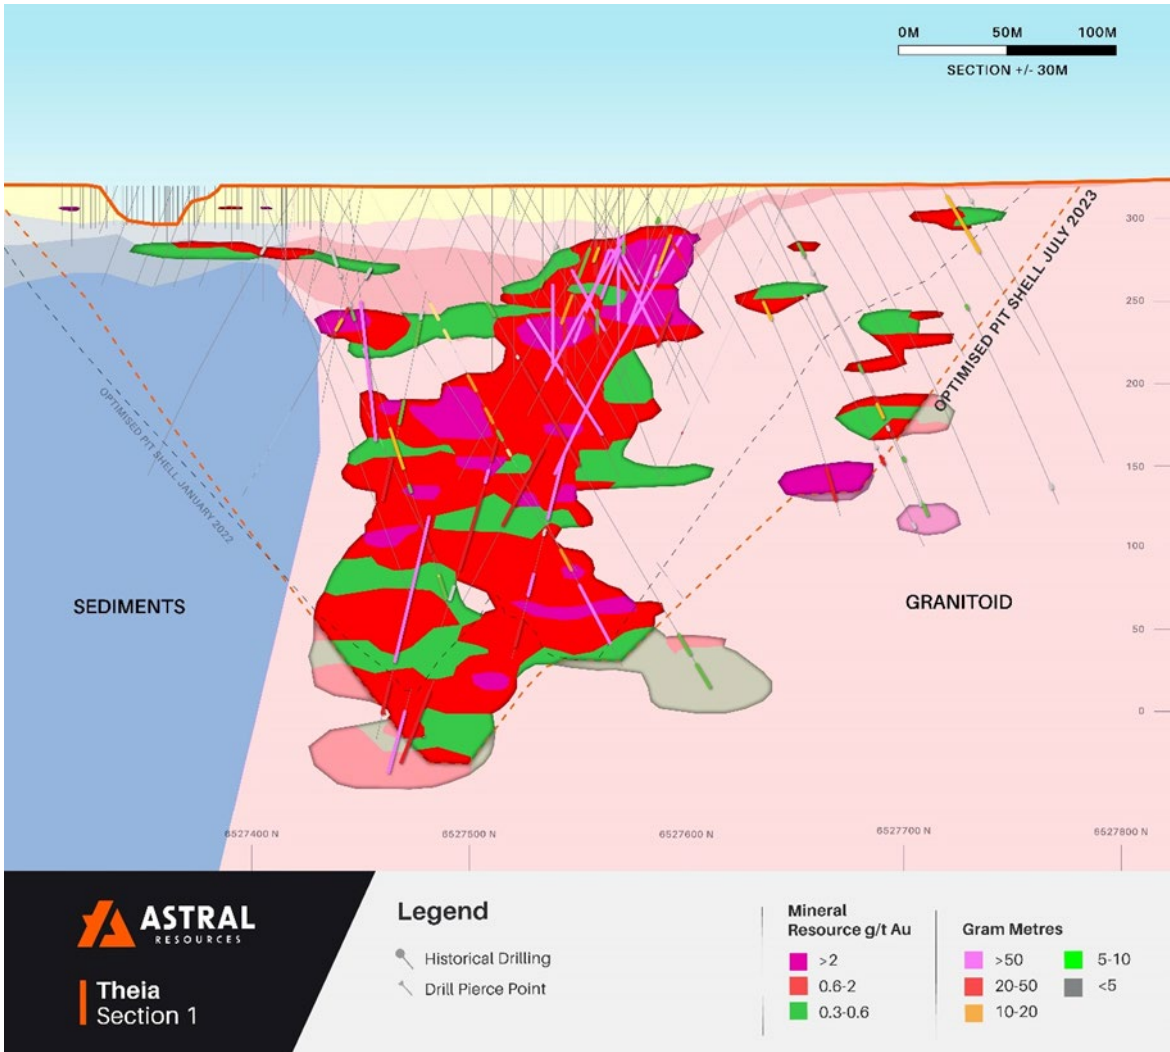 0M 50M 100M
SECTION +/- 30M
300
OPTIMISED PIT SHELL JULY 2023
250
200
OPTIMISED PIT SHELL JANUARY 2022
150
100
SEDIMENTS
GRANITOID
50
0
6527400 N 6527500 N 6527600 N 6527700 N 6527800 N
ASTRAL
RESOURCES
Theia
Section 1
Legend
Historical Drilling
Drill Pierce Point
Mineral
Resource g/t Au
>2
0.6-2
0.3-0.6
Gram Metres
>50
20-50
10-20
5-10
<5